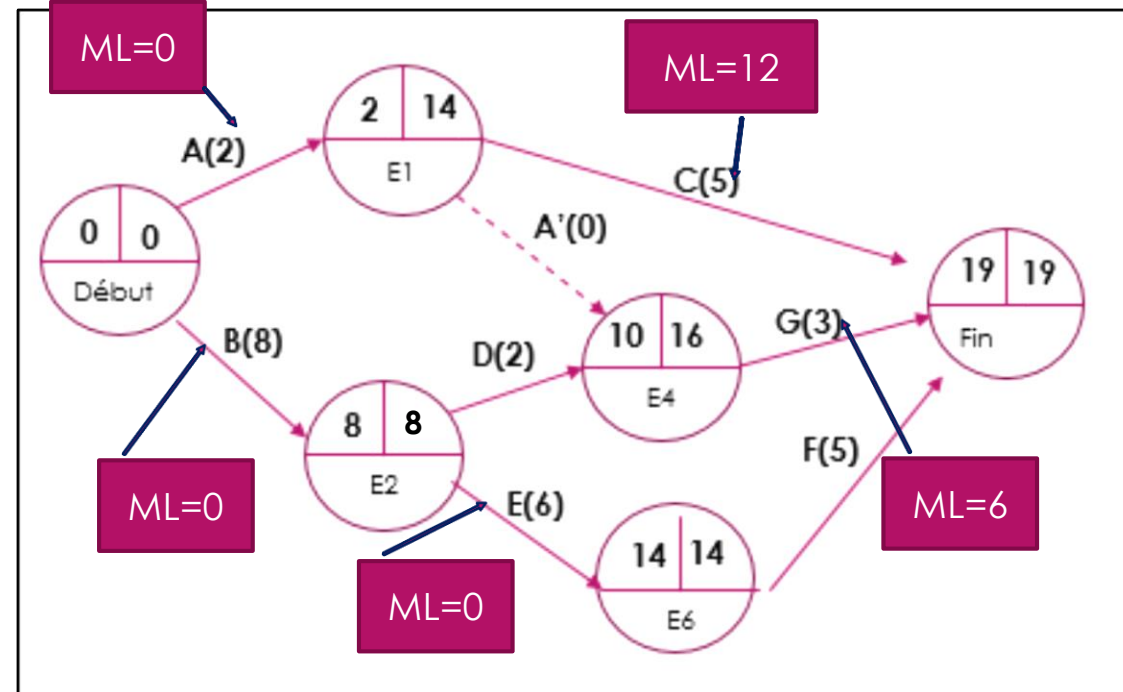 ML=0
ML=12
2 14
E1
A(2)
C(5)
A'(0)
0 0
Début
19 19
Fin
B(8)
D(2)
10 16
E4
G(3)
8 8
E2
F(5)
ML=0
E(6)
ML=6
14 14
E6
ML=0